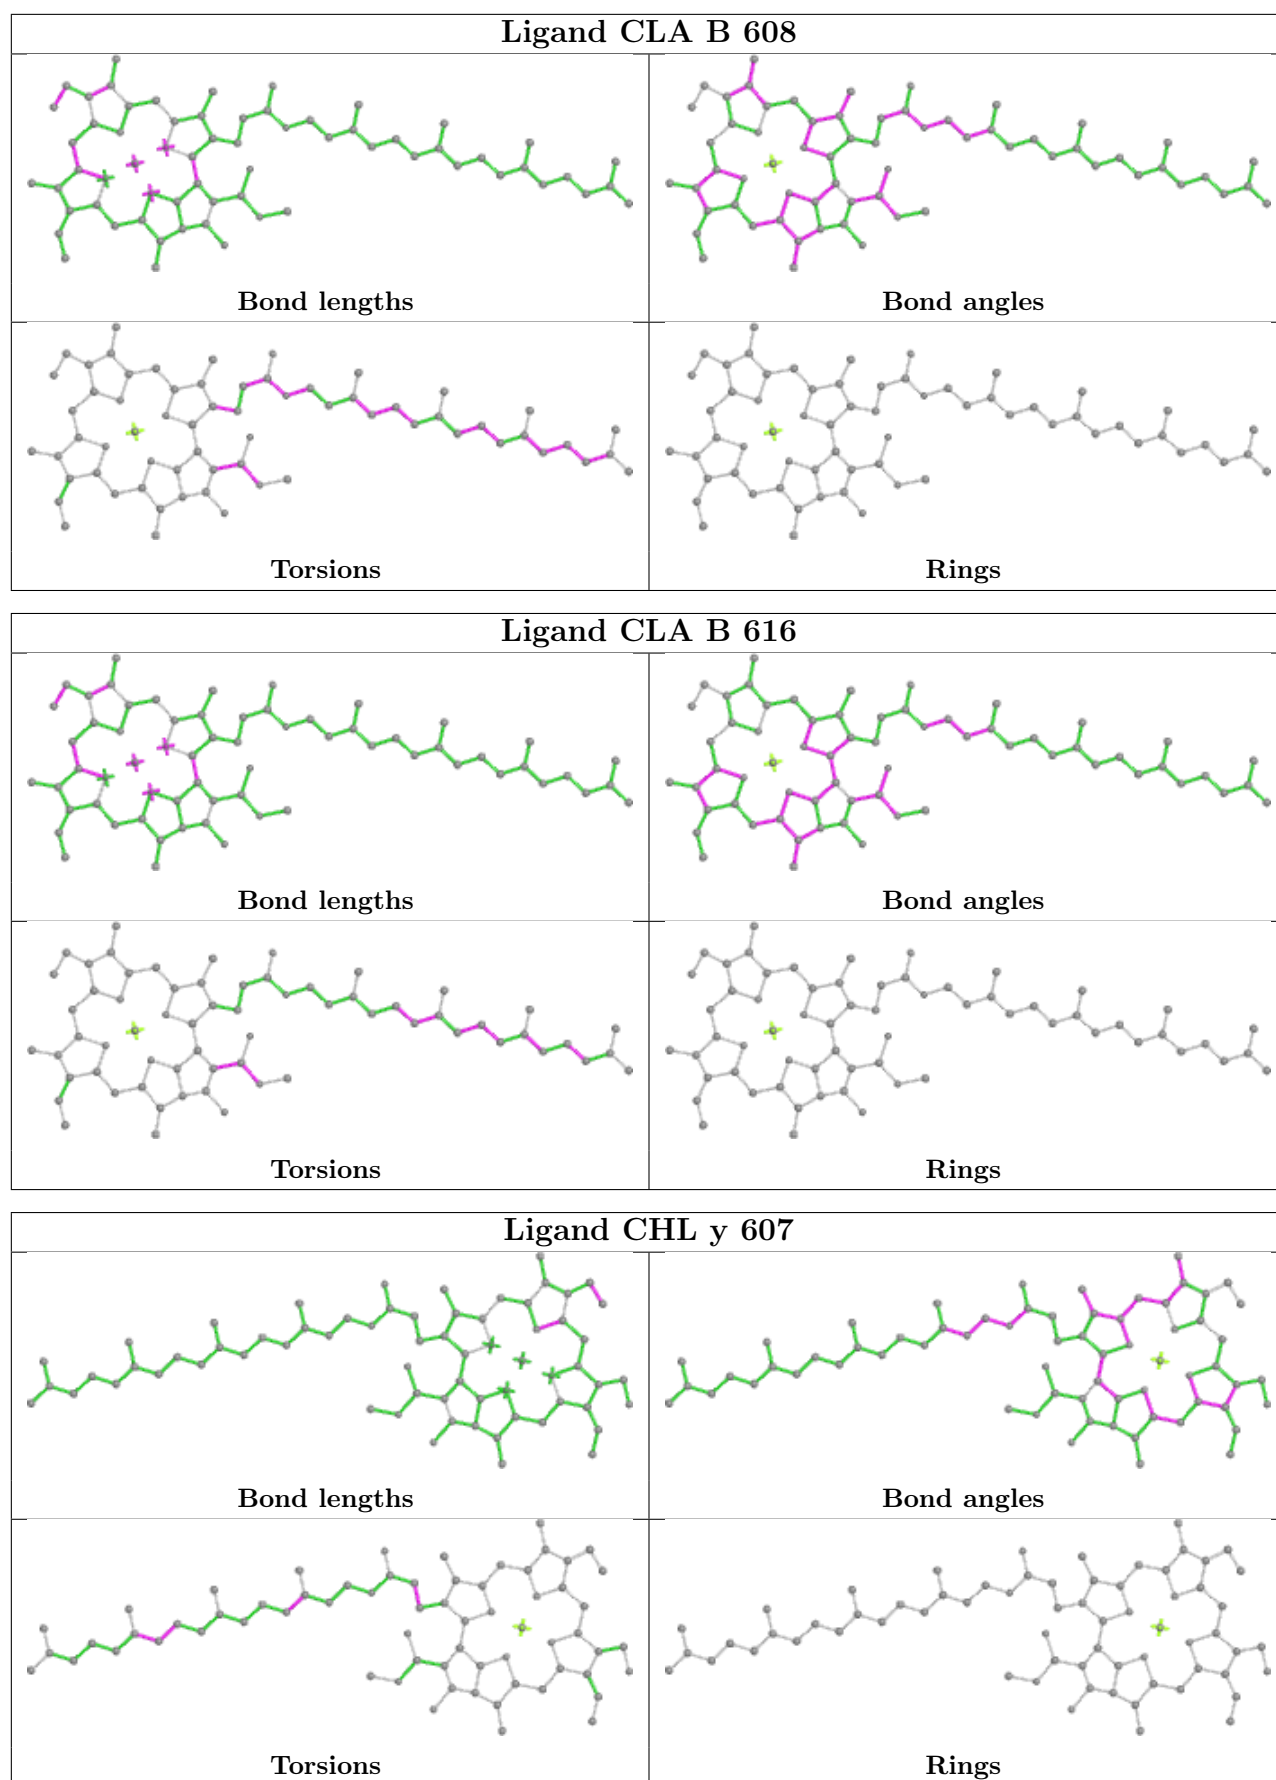 Ligand CLA B 608
Bond lengths
Bond angles
Torsions
Rings
Ligand CLA B 616
Bond lengths
Bond angles
Torsions
Rings
Ligand CHL y 607
Bond lengths
Bond angles
Torsions
Rings